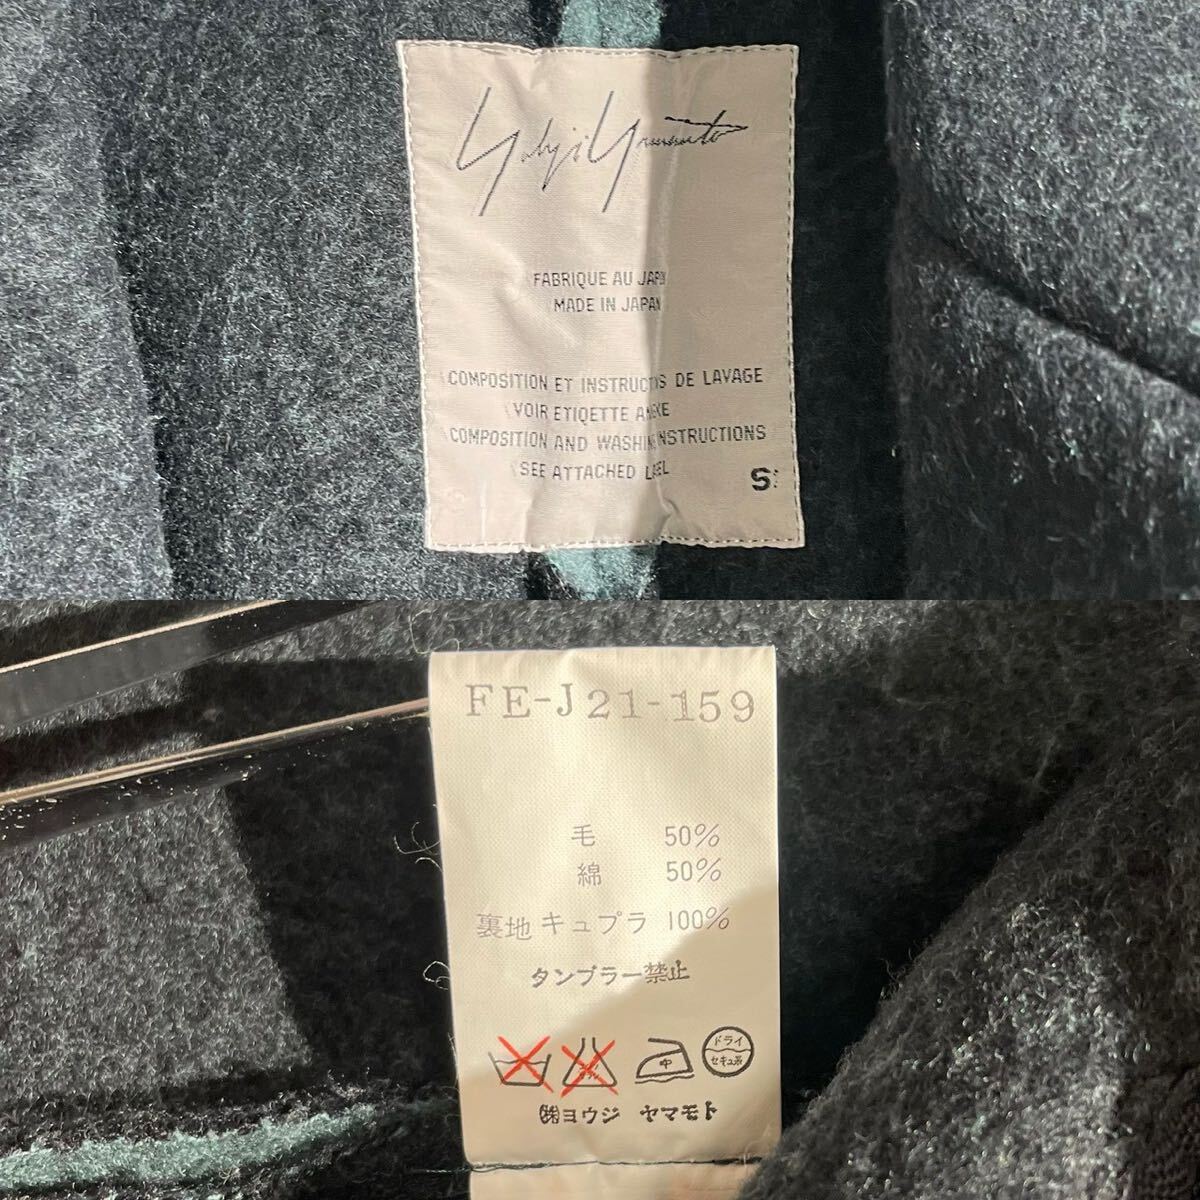 Yohji Yamamoto
FABRIQUE AU JAPON
MADE IN JAPAN
COMPOSITION ET INSTRUCTIONS DE LAVAGE
VOIR ETIQETTE ANEXE
COMPOSITION AND WASHING INSTRUCTIONS
SEE ATTACHED LABEL
S
FE-J21-159
毛 50%
綿 50%
裏地 キュプラ 100%
タンブラー禁止
中
ドライ
セキユ系
㈱ヨウジ ヤマモト